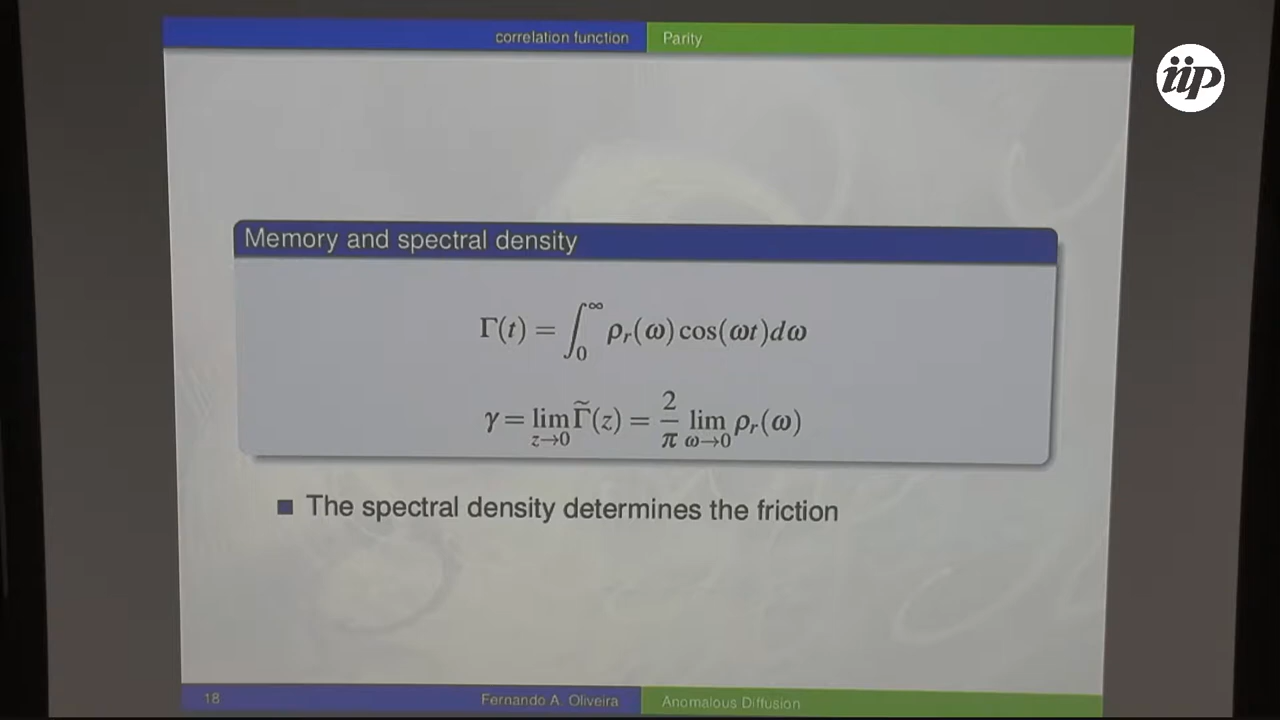 correlation function Parity
iip
Memory and spectral density
Γ(t) = ∫₀^∞ ρᵣ(ω) cos(ωt)dω
γ = lim_{z→0} Γ̃(z) = 2/π lim_{ω→0} ρᵣ(ω)
■ The spectral density determines the friction
18 Fernando A. Oliveira Anomalous Diffusion